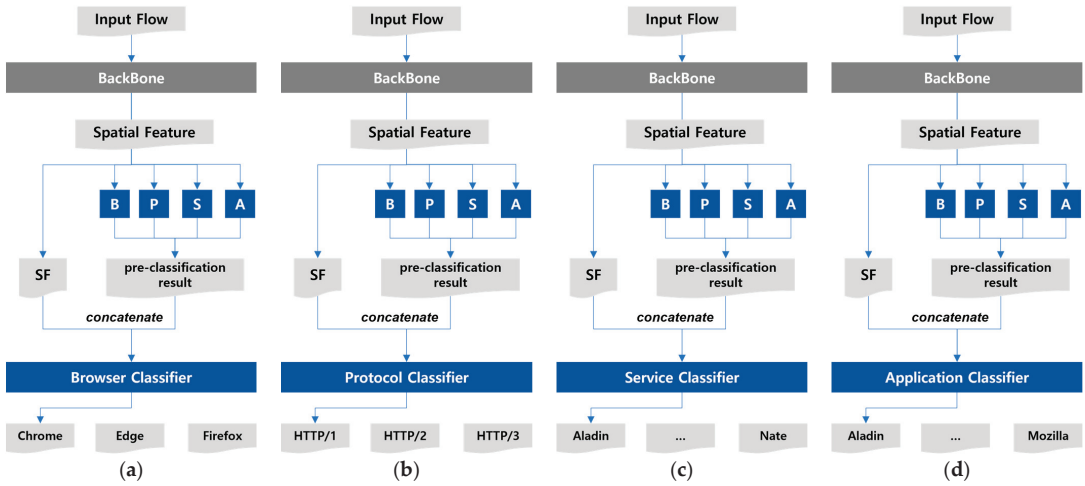 Input Flow
BackBone
Spatial Feature
B P S A
SF
pre-classification
result
concatenate
Browser Classifier
Chrome Edge Firefox
(a)
Input Flow
BackBone
Spatial Feature
B P S A
SF
pre-classification
result
concatenate
Protocol Classifier
HTTP/1 HTTP/2 HTTP/3
(b)
Input Flow
BackBone
Spatial Feature
B P S A
SF
pre-classification
result
concatenate
Service Classifier
Aladin ... Nate
(c)
Input Flow
BackBone
Spatial Feature
B P S A
SF
pre-classification
result
concatenate
Application Classifier
Aladin ... Mozilla
(d)